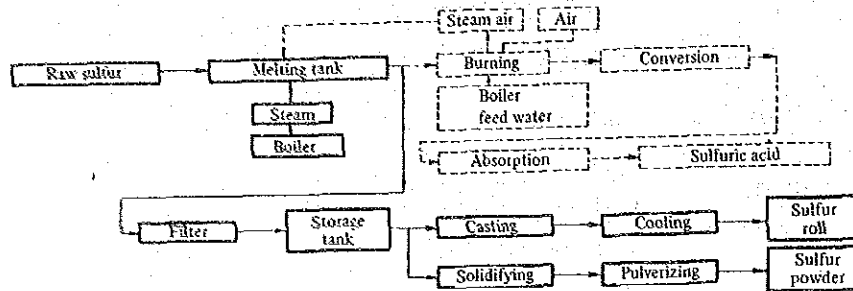 Steam air
Air
Raw sulfur
Melting tank
Burning
Conversion
Steam
Boiler
feed water
Boiler
Absorption
Sulfuric acid
Filter
Storage
tank
Casting
Cooling
Sulfur
roll
Solidifying
Pulverizing
Sulfur
powder